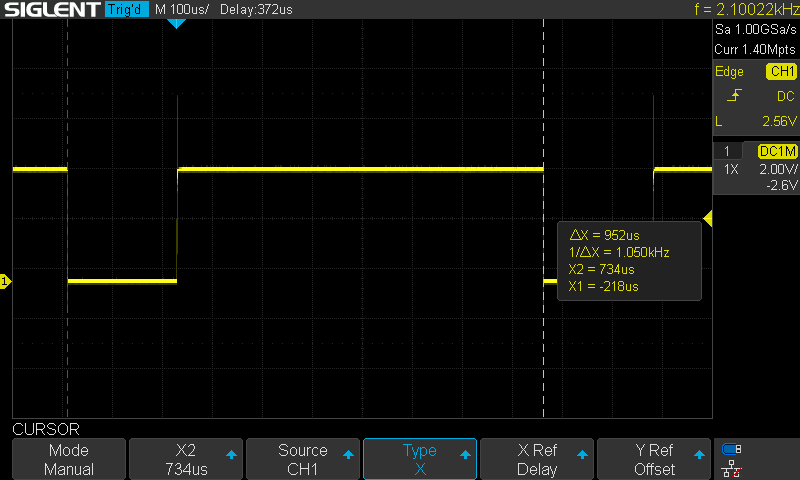 SIGLENT Trig'd M 100us/ Delay:372us f = 2.10022kHz
Sa 1.00GSa/s
Curr 1.40Mpts
Edge CH1
DC
L 2.56V
1 DC1M
1X 2.00V/
-2.6V
1
△X = 952us
1/△X = 1.050kHz
X2 = 734us
X1 = -218us
CURSOR
Mode X2 Source Type X Ref Y Ref
Manual 734us CH1 X Delay Offset